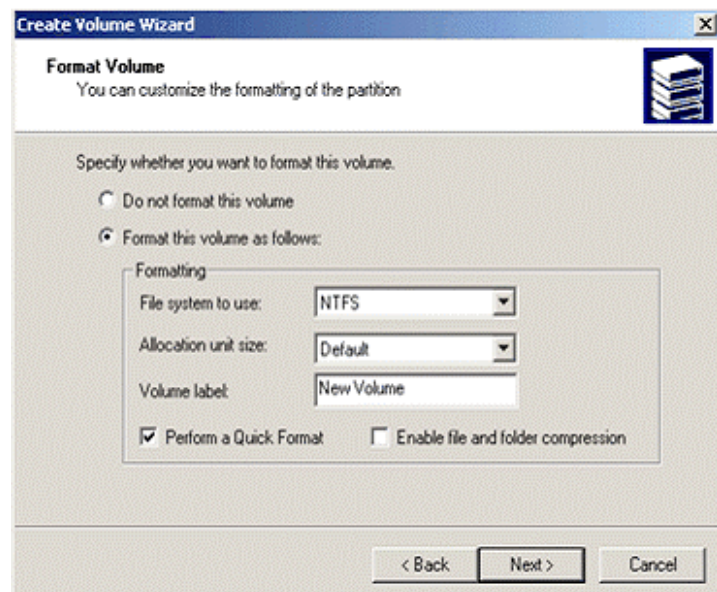 Create Volume Wizard
Format Volume
You can customize the formatting of the partition
Specify whether you want to format this volume.
Do not format this volume
Format this volume as follows:
Formatting
File system to use: NTFS
Allocation unit size: Default
Volume label: New Volume
Perform a Quick Format Enable file and folder compression
< Back Next > Cancel